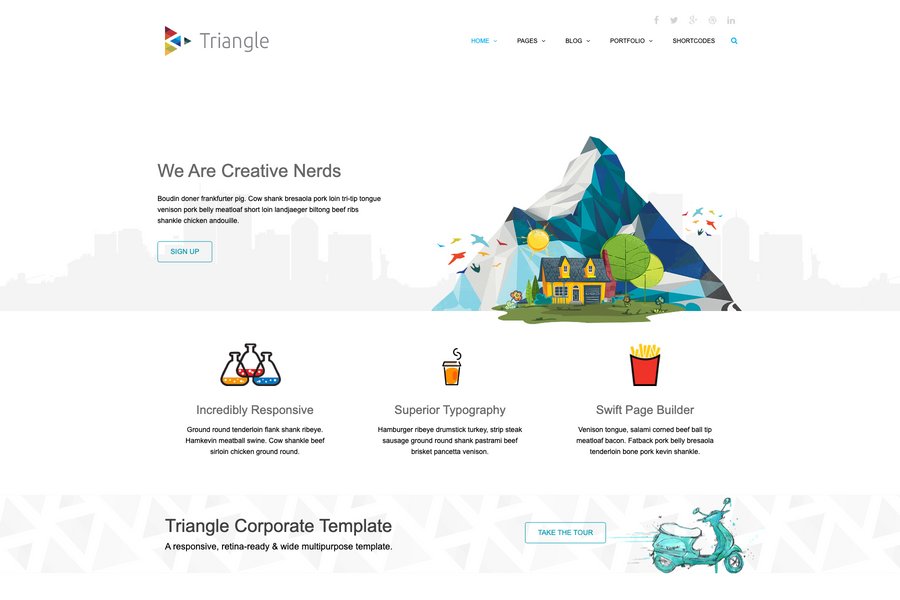 Triangle
HOME
PAGES
BLOG
PORTFOLIO
SHORTCODES
We Are Creative Nerds
Boudin doner frankfurter pig. Cow shank bresaola pork loin tri-tip tongue
venison pork belly meatloaf short loin landjaeger biltong beef ribs
shankle chicken andouille.
SIGN UP
Incredibly Responsive
Ground round tenderloin flank shank ribeye.
Hamkevin meatball swine. Cow shankle beef
sirloin chicken ground round.
Superior Typography
Hamburger ribeye drumstick turkey, strip steak
sausage ground round shank pastrami beef
brisket pancetta venison.
Swift Page Builder
Venison tongue, salami corned beef ball tip
meatloaf bacon. Fatback pork belly bresaola
tenderloin bone pork kevin shankle.
Triangle Corporate Template
A responsive, retina-ready & wide multipurpose template.
TAKE THE TOUR